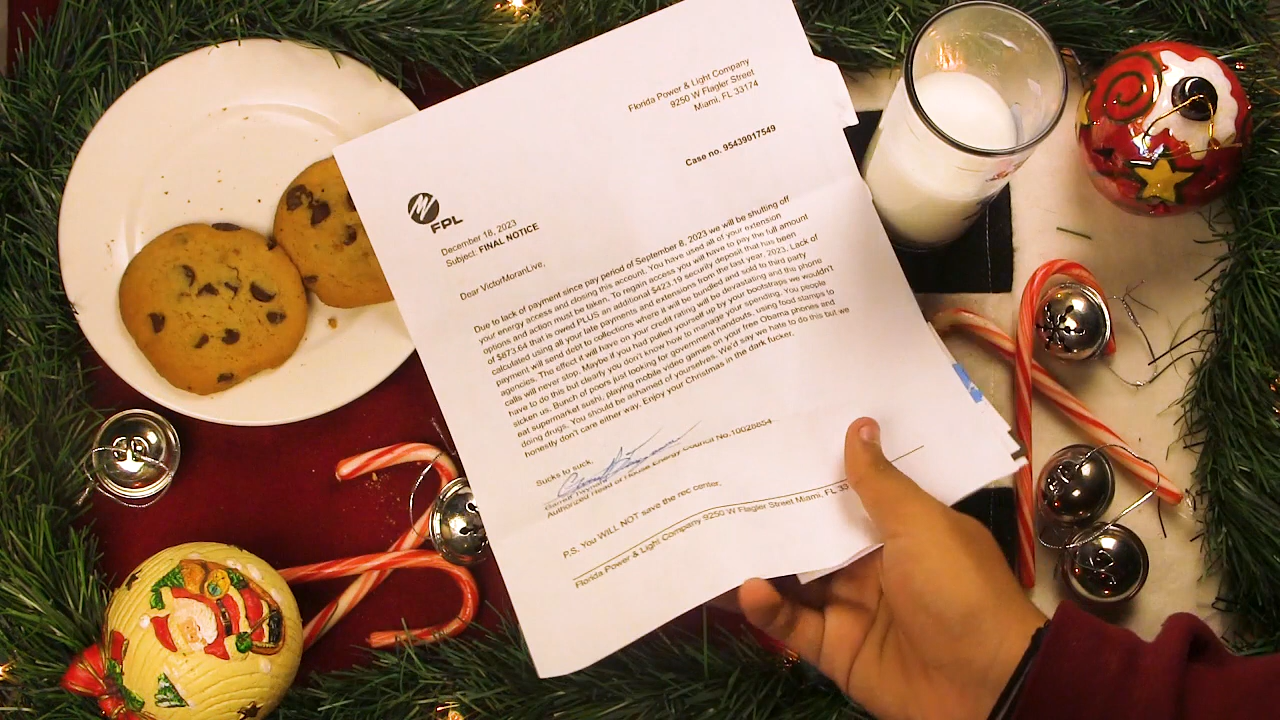 Florida Power & Light Company
9250 W Flagler Street
Miami, FL 33174
Case no. 95439017549
FPL
December 18, 2023
Subject: FINAL NOTICE
Dear VictorMoranLive,
Due to lack of payment since pay period of September 8, 2023 we will be shutting off
your energy access and closing this account. You have used all of your extension
options and action must be taken. To regain access you will have to pay the full amount
of $873.64 that is owed PLUS an additional $423.19 security deposit that has been
calculated using all your late payments and extensions from the last year, 2023. Lack of
payment will send dept to collections where it will be bundled and sold to third party
agencies. The effect it will have on your credit rating will be devastating and the phone
calls will never stop. Maybe if you had pulled yourself up by your bootstraps we wouldn't
have to do this but clearly you don't know how to manage your spending. You people
sicken us. Bunch of poors just looking for government handouts, using food stamps to
eat supermarket sushi, playing mobile video games on your free Obama phones and
doing drugs. You should be ashamed of yourselves. We'd say we hate to do this but we
honestly don't care either way. Enjoy your Christmas in the dark fucker.
Sucks to suck,
Authorized Head of House Energy Council No.10028854
P.S. You WILL NOT save the rec center.
Florida Power & Light Company 9250 W Flagler Street Miami, FL 33